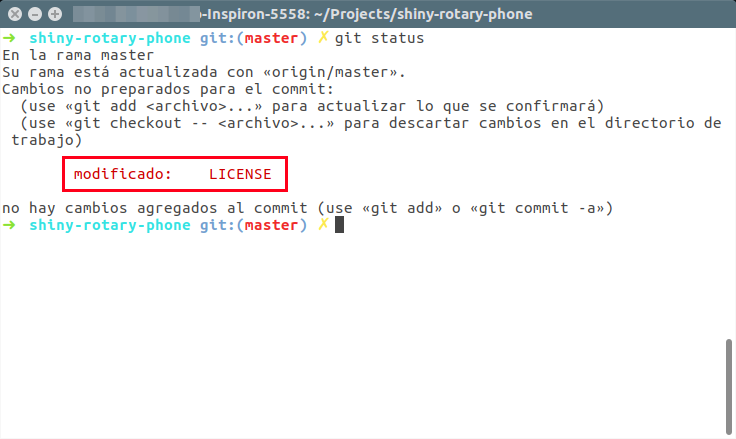 o-Inspiron-5558: ~/Projects/shiny-rotary-phone
➜ shiny-rotary-phone git:(master) ✗ git status
En la rama master
Su rama está actualizada con «origin/master».
Cambios no preparados para el commit:
(use «git add <archivo>...» para actualizar lo que se confirmará)
(use «git checkout -- <archivo>...» para descartar cambios en el directorio de
trabajo)
modificado: LICENSE
no hay cambios agregados al commit (use «git add» o «git commit -a»)
➜ shiny-rotary-phone git:(master) ✗